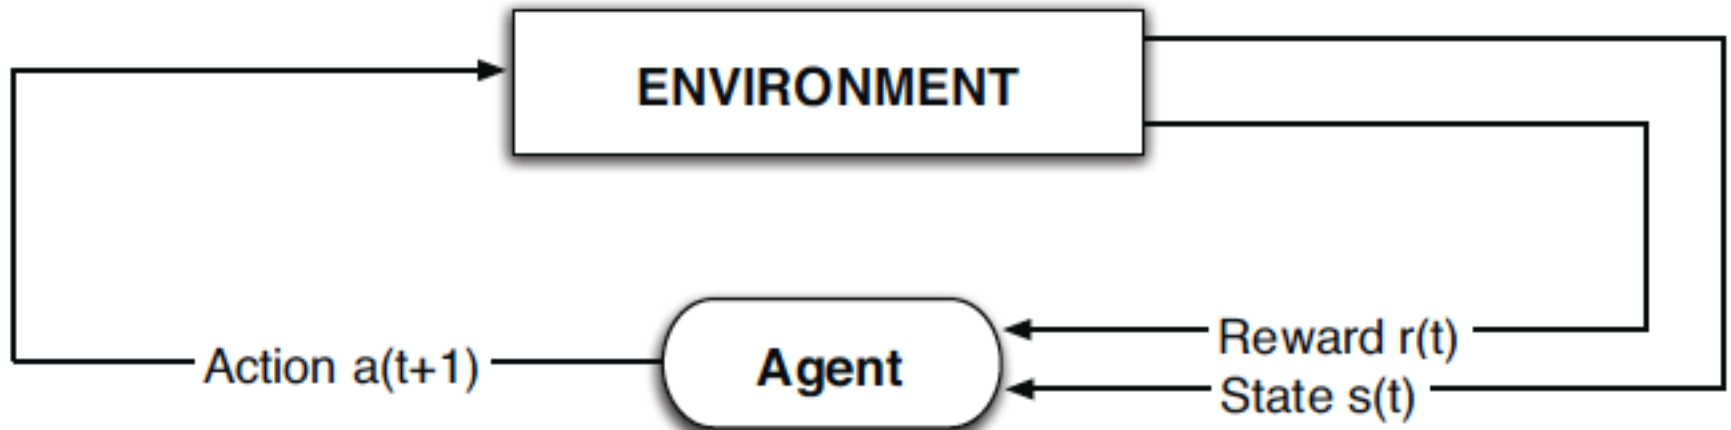 ENVIRONMENT
Action a(t+1)
Agent
Reward r(t)
State s(t)